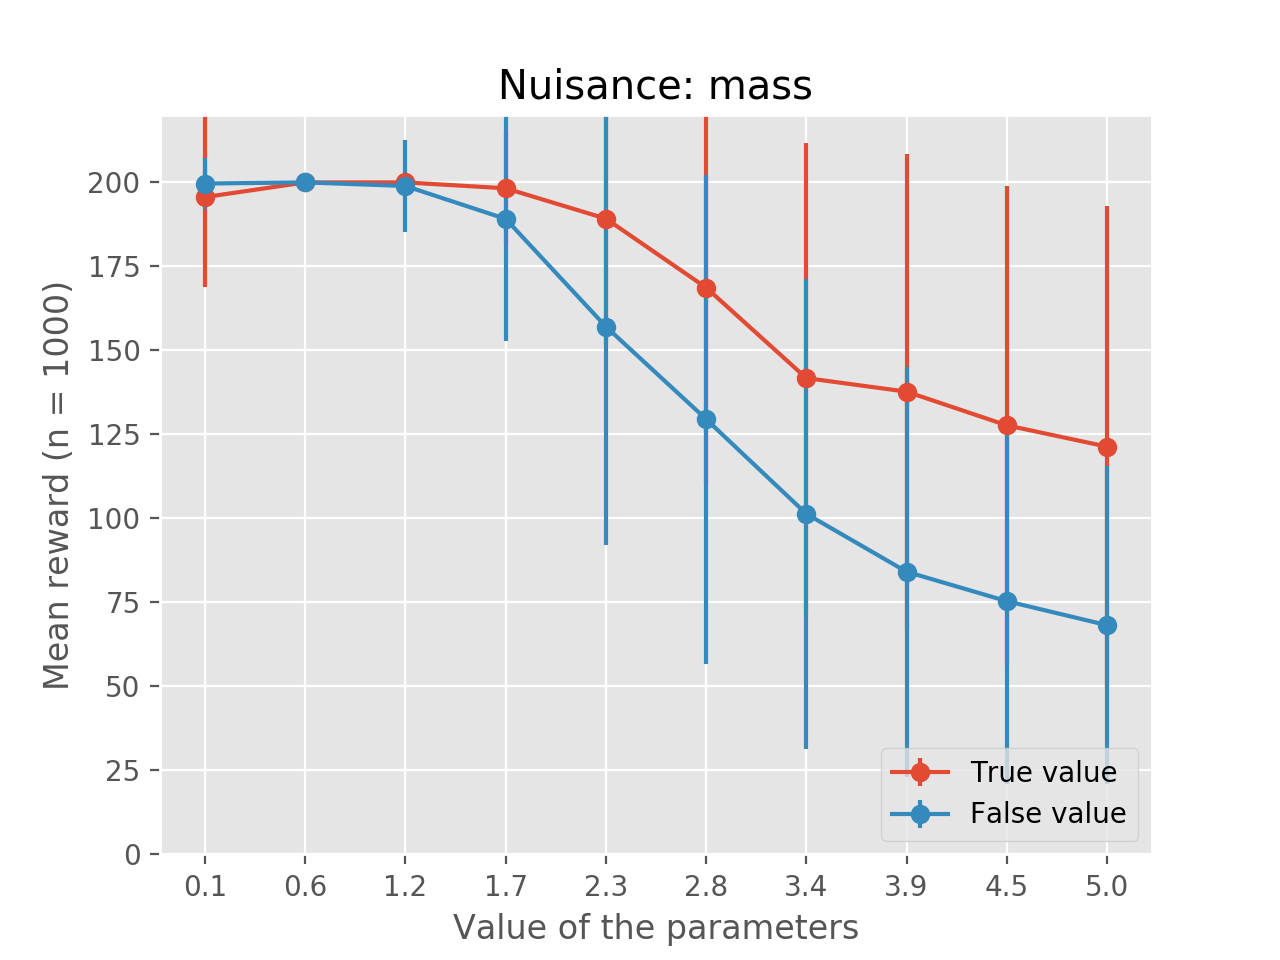 Nuisance: mass
Mean reward (n = 1000)
200
175
150
125
100
75
50
25
0
True value
False value
0.1 0.6 1.2 1.7 2.3 2.8 3.4 3.9 4.5 5.0
Value of the parameters